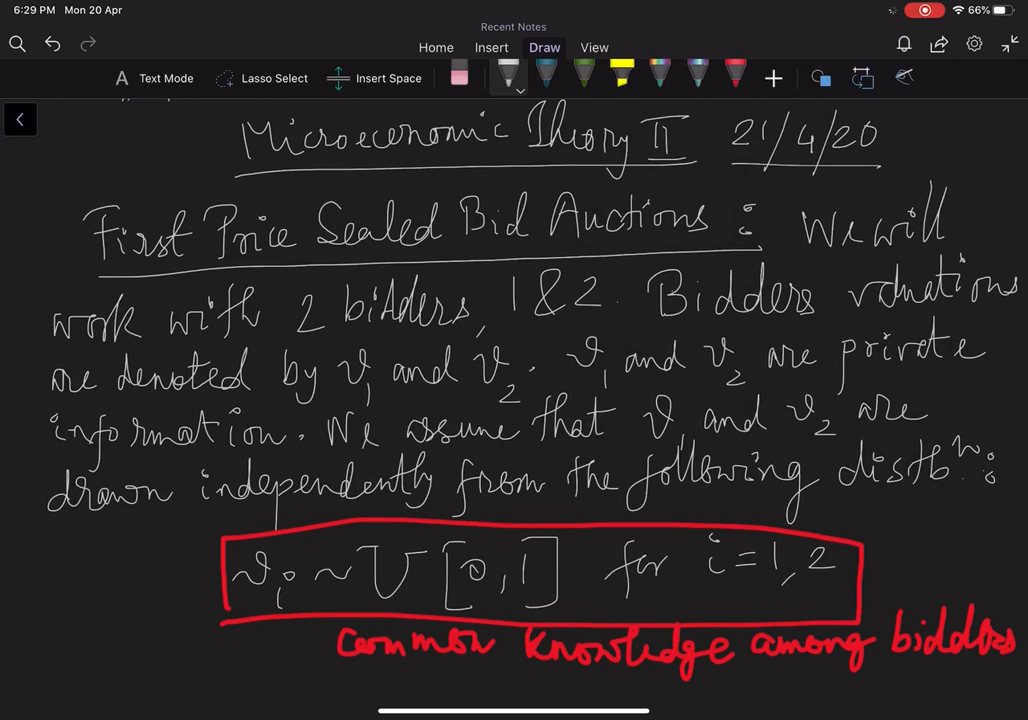 6:29 PM Mon 20 Apr 66%
Recent Notes
Home Insert Draw View
A Text Mode Lasso Select Insert Space
Microeconomic Theory II 21/4/20
First Price Sealed Bid Auctions : We will
work with 2 bidders, 1 & 2. Bidders valuations
are denoted by v₁ and v₂. v₁ and v₂ are private
information. We assume that v₁ and v₂ are
drawn independently from the following distbⁿ:
vᵢ ~ U [0, 1] for i = 1, 2
common knowledge among bidders